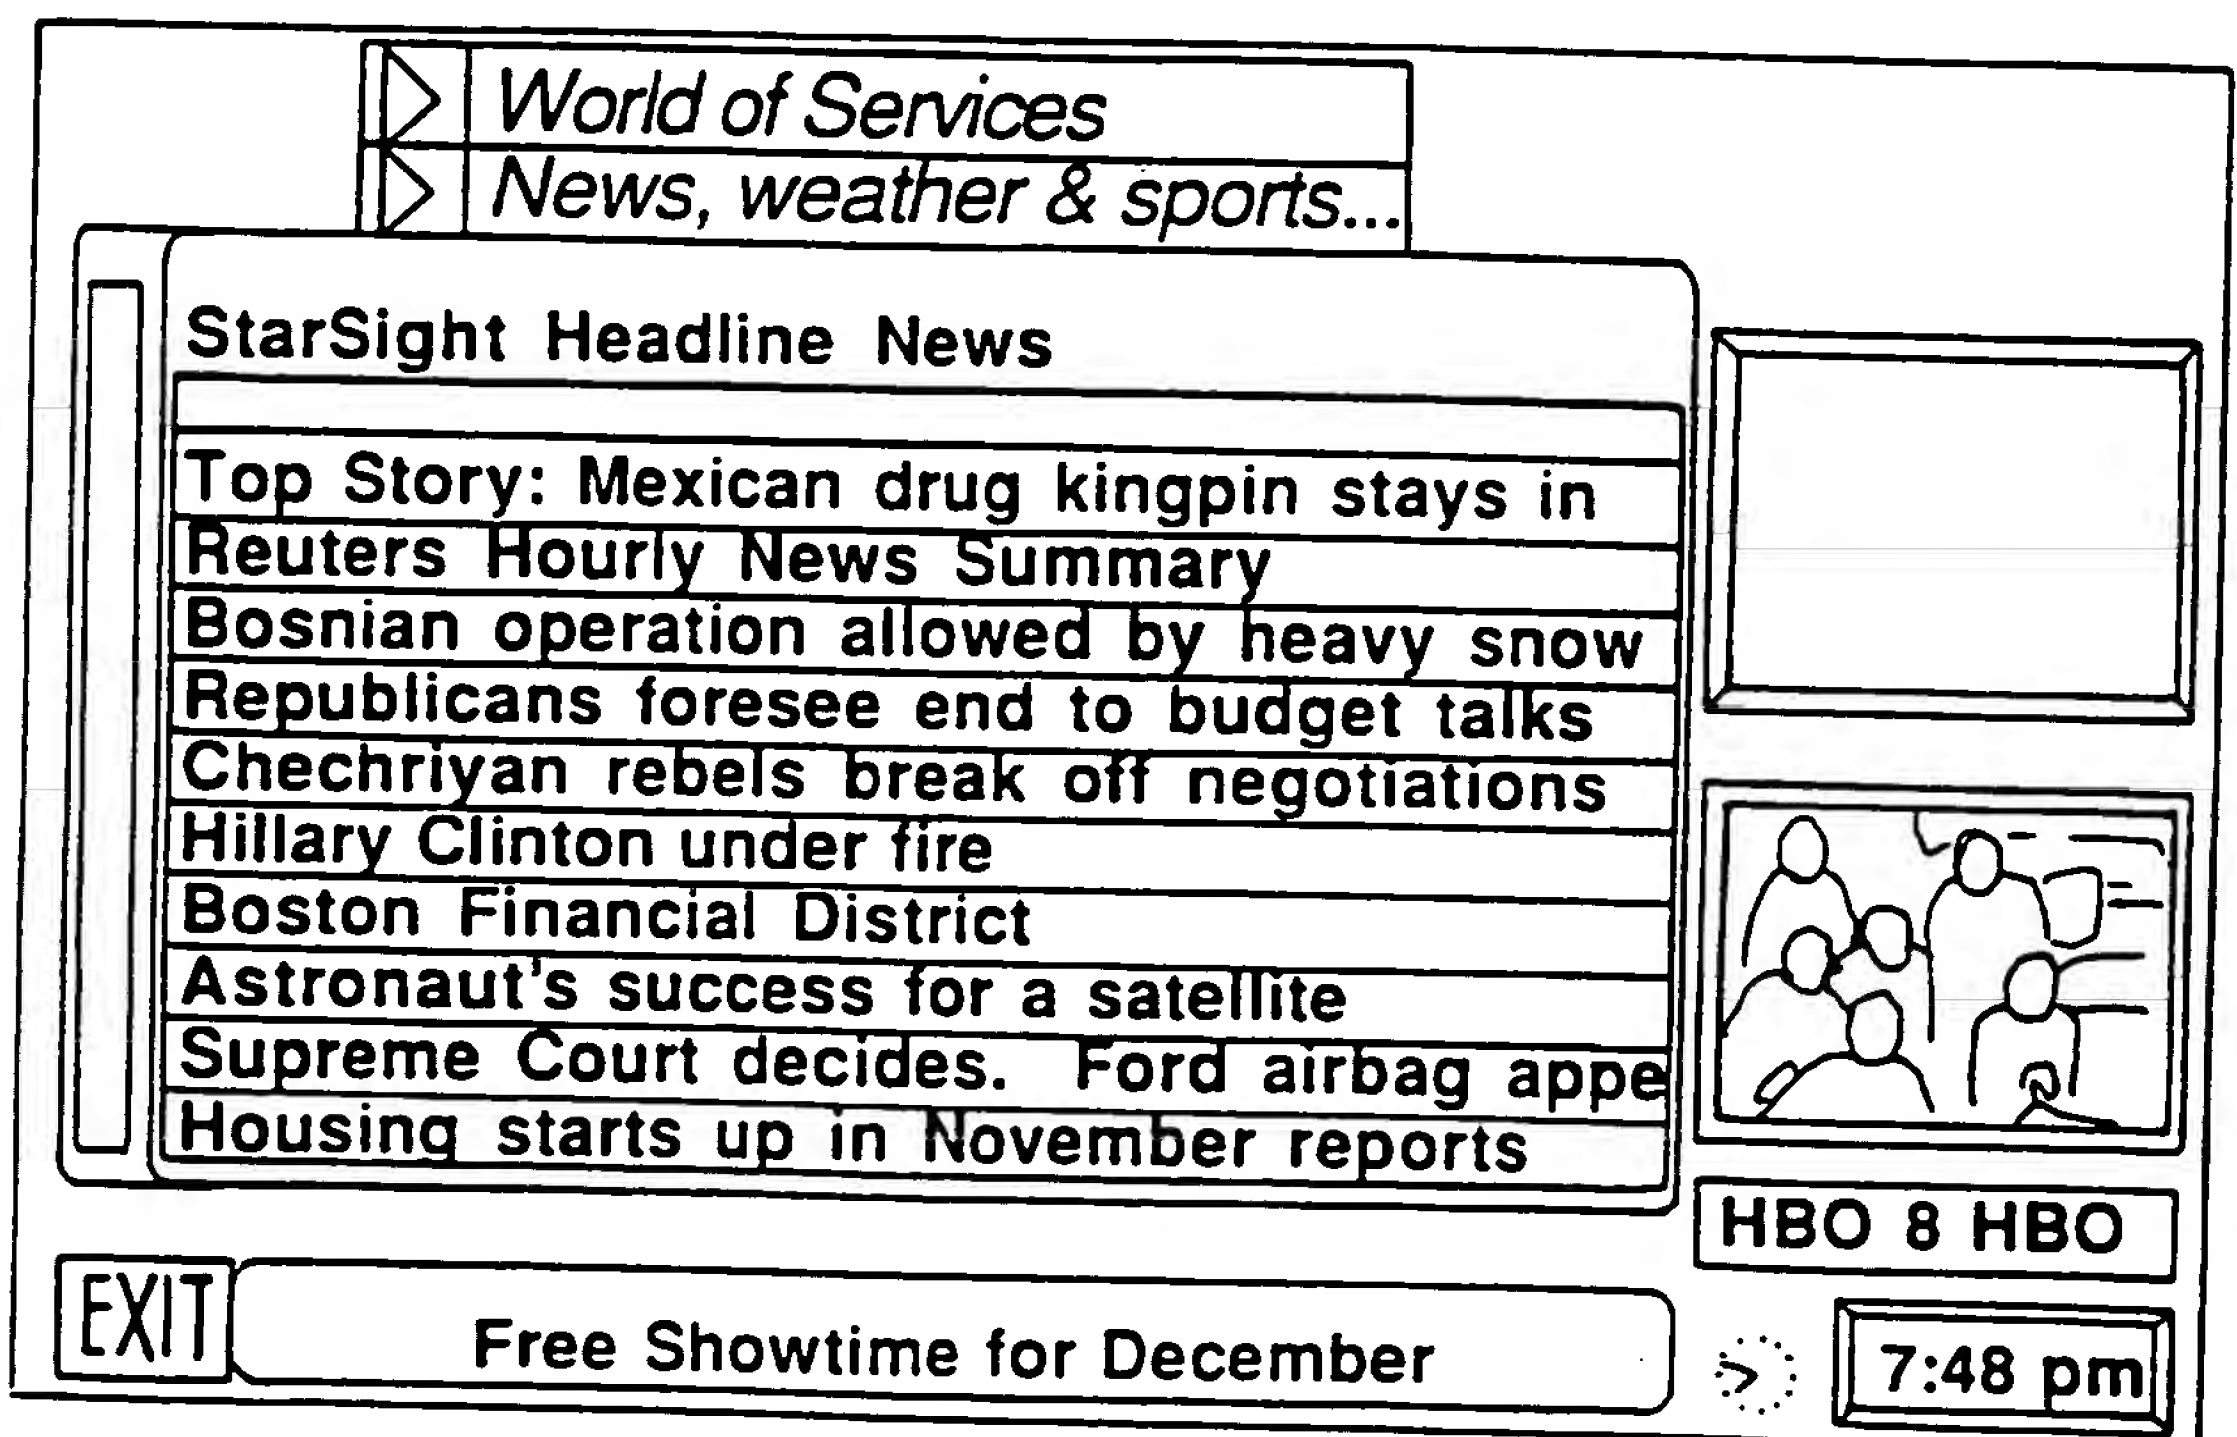 World of Services
News, weather & sports...
StarSight Headline News
Top Story: Mexican drug kingpin stays in
Reuters Hourly News Summary
Bosnian operation allowed by heavy snow
Republicans foresee end to budget talks
Chechriyan rebels break off negotiations
Hillary Clinton under fire
Boston Financial District
Astronaut's success for a satellite
Supreme Court decides. Ford airbag appe
Housing starts up in November reports
HBO 8 HBO
EXIT
Free Showtime for December
7:48 pm